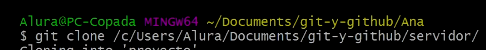 Alura@PC-Copada MINGW64 ~/Documents/git-y-github/Ana
$ git clone /c/Users/Alura/Documents/git-y-github/servidor/
Cloning into 'proyecto'